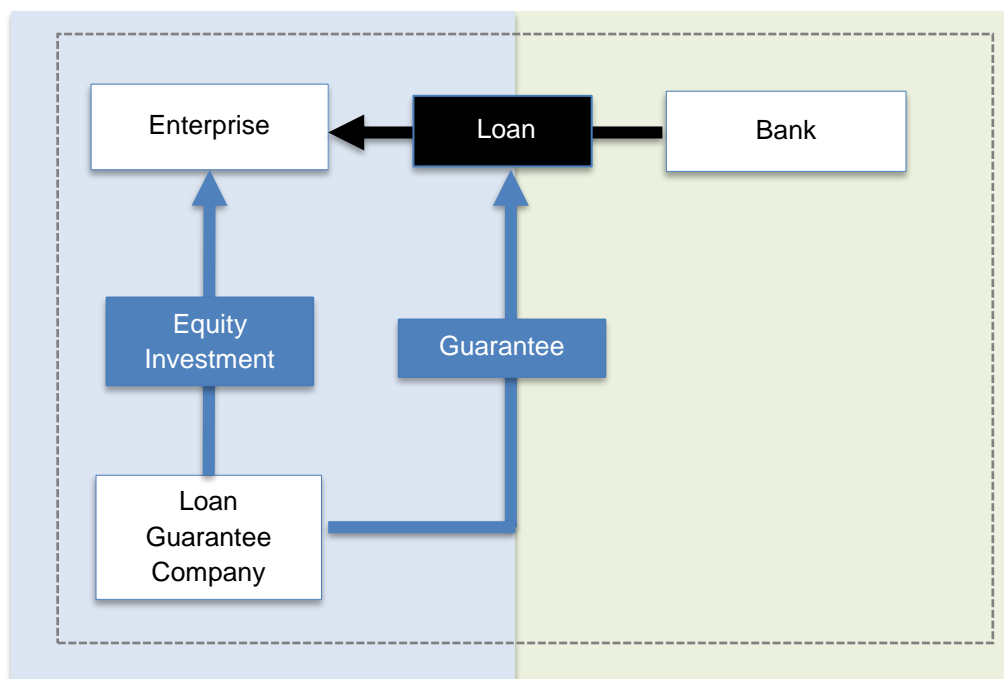 Enterprise
Loan
Bank
Equity
Investment
Guarantee
Loan
Guarantee
Company